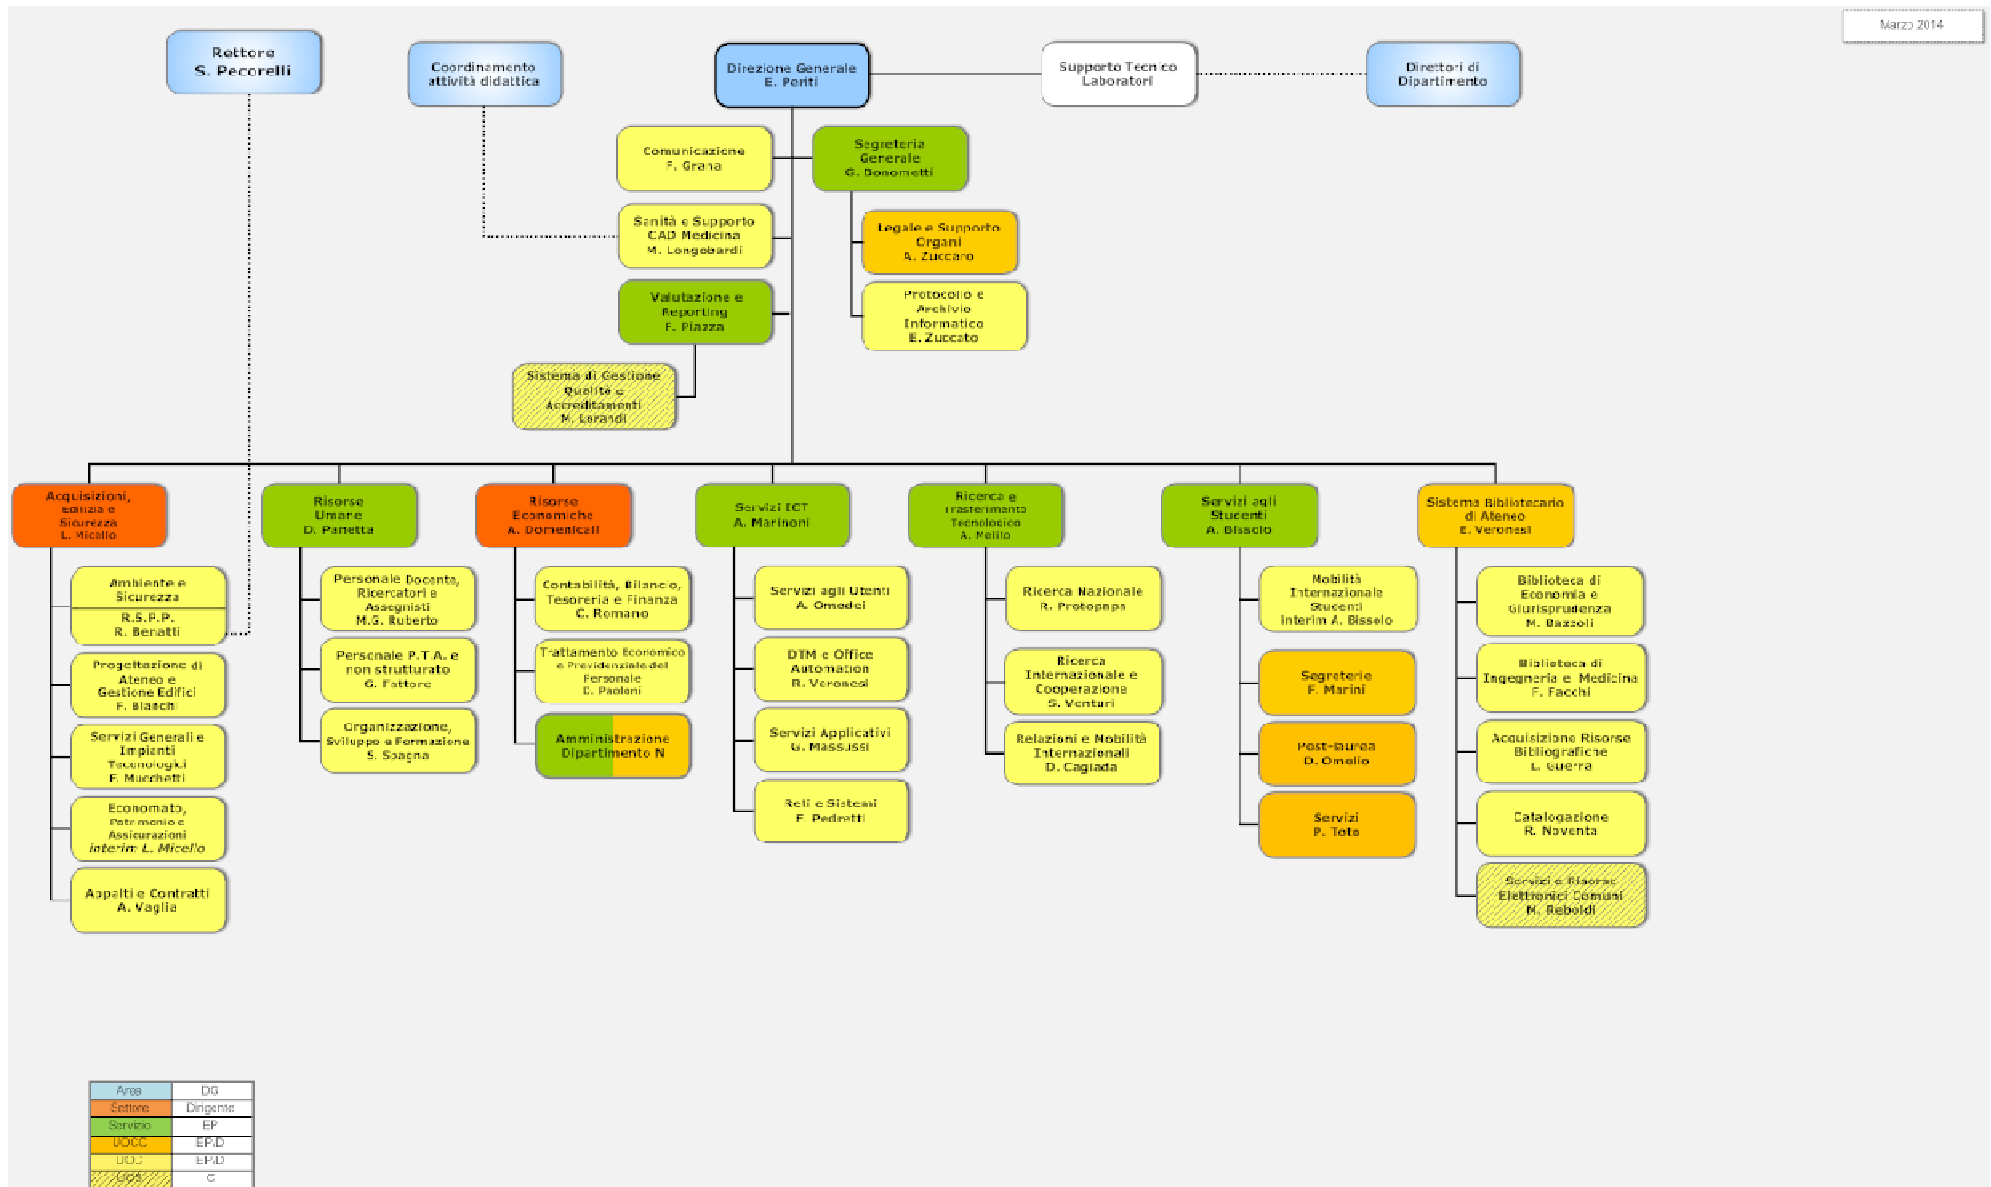 Marzo 2014
Rettore
S. Pecorelli
Coordinamento
attività didattica
Direzione Generale
E. Periti
Supporto Tecnico
Laboratori
Direttori di
Dipartimento
Comunicazione
F. Grana
Segreteria
Generale
G. Bonometti
Sanità e Supporto
CAD Medicina
M. Longobardi
Legale e Supporto
Organi
A. Zuccaro
Valutazione e
Reporting
F. Piazza
Protocollo e
Archivio
Informatico
E. Zuccato
Sistema di Gestione
Qualità e
Accreditamenti
M. Lorandi
Acquisizioni,
Edilizia e
Sicurezza
L. Micello
Risorse
Umane
D. Panetta
Risorse
Economiche
A. Domenicali
Servizi ICT
A. Marinoni
Ricerca e
Trasferimento
Tecnologico
A. Melilo
Servizi agli
Studenti
A. Bissolo
Sistema Bibliotecario
di Ateneo
E. Veronesi
Ambiente e
Sicurezza
R.S.P.P.
R. Benatti
Progettazione di
Ateneo e
Gestione Edifici
F. Bianchi
Servizi Generali e
Impianti
Tecnologici
F. Mucchetti
Economato,
Patrimonio e
Assicurazioni
interim L. Micello
Appalti e Contratti
A. Vaglia
Personale Docente,
Ricercatori e
Assegnisti
M.G. Ruberto
Personale P.T.A. e
non strutturato
G. Fattore
Organizzazione,
Sviluppo e Formazione
S. Spagna
Contabilità, Bilancio,
Tesoreria e Finanza
C. Romano
Trattamento Economico
e Previdenziale del
Personale
D. Paoloni
Amministrazione
Dipartimento N
Servizi agli Utenti
A. Omodei
DTM e Office
Automation
R. Veronesi
Servizi Applicativi
G. Massussi
Reti e Sistemi
F. Pedretti
Ricerca Nazionale
R. Protopapa
Ricerca
Internazionale e
Cooperazione
S. Venturi
Relazioni e Mobilità
Internazionali
D. Cagiada
Mobilità
Internazionale
Studenti
interim A. Bissolo
Segreterie
F. Marini
Post-laurea
D. Omelio
Servizi
P. Toto
Biblioteca di
Economia e
Giurisprudenza
M. Bazzoli
Biblioteca di
Ingegneria e Medicina
F. Facchi
Acquisizione Risorse
Bibliografiche
L. Guerra
Catalogazione
R. Noventa
Servizi e Risorse
Elettronici Comuni
M. Reboldi
Area DG
Settore Dirigente
Servizio EP
UOCC EP/D
UOC EP/D
UOS C